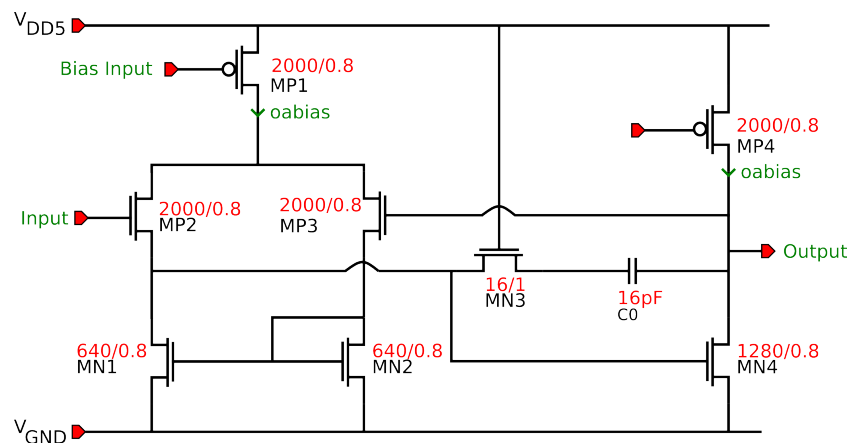 VDD5
Bias Input
2000/0.8
MP1
oabias
2000/0.8
MP4
oabias
Input
2000/0.8
MP2
2000/0.8
MP3
Output
16/1
MN3
16pF
C0
640/0.8
MN1
640/0.8
MN2
1280/0.8
MN4
VGND